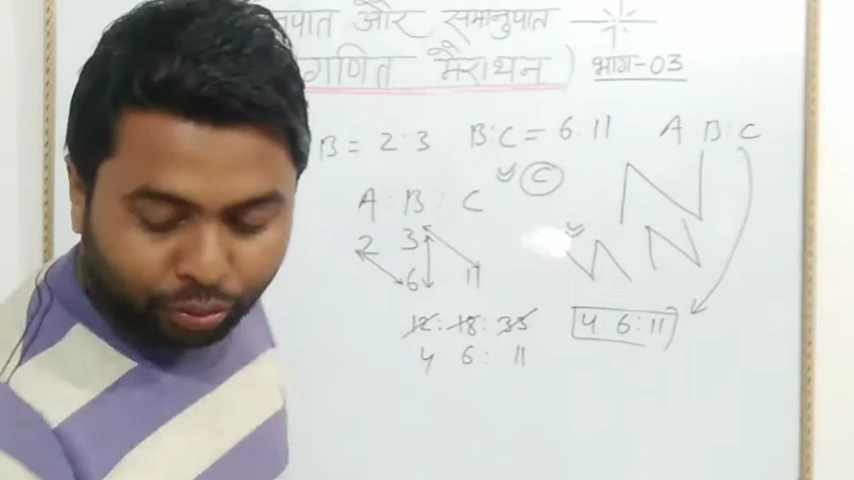 और समानुपात
गणित मैराथन ) भाग-03
B = 2:3 B:C = 6:11 A B:C
C
A : B : C
2 3
6 11
12:18:33 4 6:11
4 6: 11